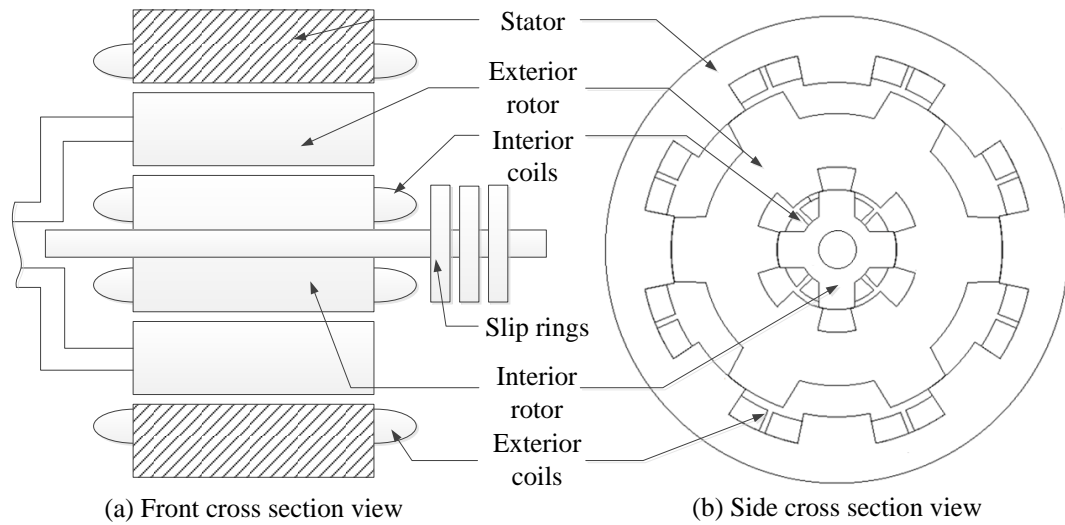 Stator
Exterior
rotor
Interior
coils
Slip rings
Interior
rotor
Exterior
coils
(a) Front cross section view
(b) Side cross section view